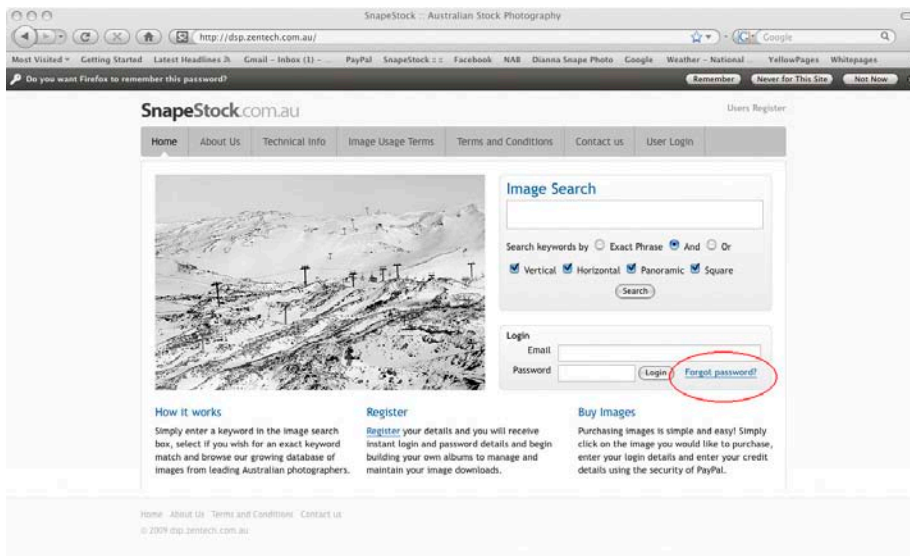 SnapeStock :: Australian Stock Photography
http://dsp.zentech.com.au/
Google
Most Visited Getting Started Latest Headlines Gmail – Inbox (1) – ... PayPal SnapeStock : : Facebook NAB Dianna Snape Photo Google Weather – National ... YellowPages Whitepages
Do you want Firefox to remember this password?
Remember Never for This Site Not Now
SnapeStock.com.au
Users Register
Home About Us Technical Info Image Usage Terms Terms and Conditions Contact us User Login
Image Search
Search keywords by Exact Phrase And Or
Vertical Horizontal Panoramic Square
Search
Login
Email
Password Login Forgot password?
How it works
Simply enter a keyword in the image search
box, select if you wish for an exact keyword
match and browse our growing database of
images from leading Australian photographers.
Register
Register your details and you will receive
instant login and password details and begin
building your own albums to manage and
maintain your image downloads.
Buy Images
Purchasing images is simple and easy! Simply
click on the image you would like to purchase,
enter your login details and enter your credit
details using the security of PayPal.
Home About Us Terms and Conditions Contact us
© 2009 dsp.zentech.com.au